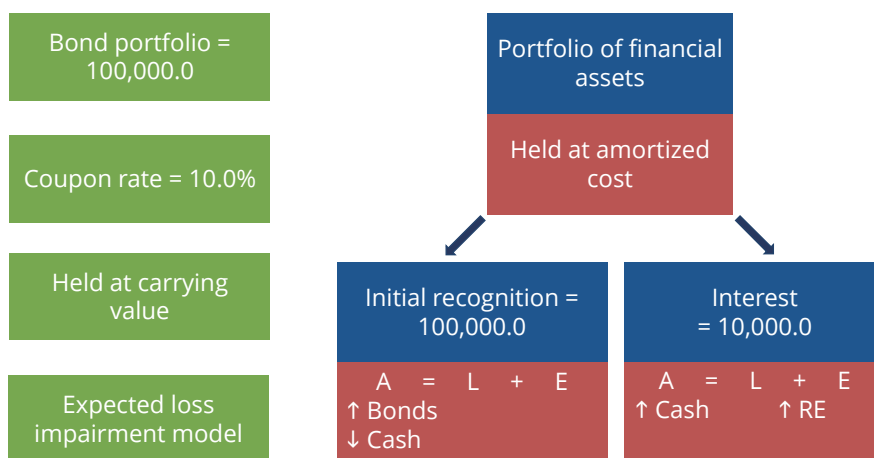 Bond portfolio =
100,000.0
Coupon rate = 10.0%
Held at carrying
value
Expected loss
impairment model
Portfolio of financial
assets
Held at amortized
cost
Initial recognition =
100,000.0
A = L + E
↑ Bonds
↓ Cash
Interest
= 10,000.0
A = L + E
↑ Cash ↑ RE